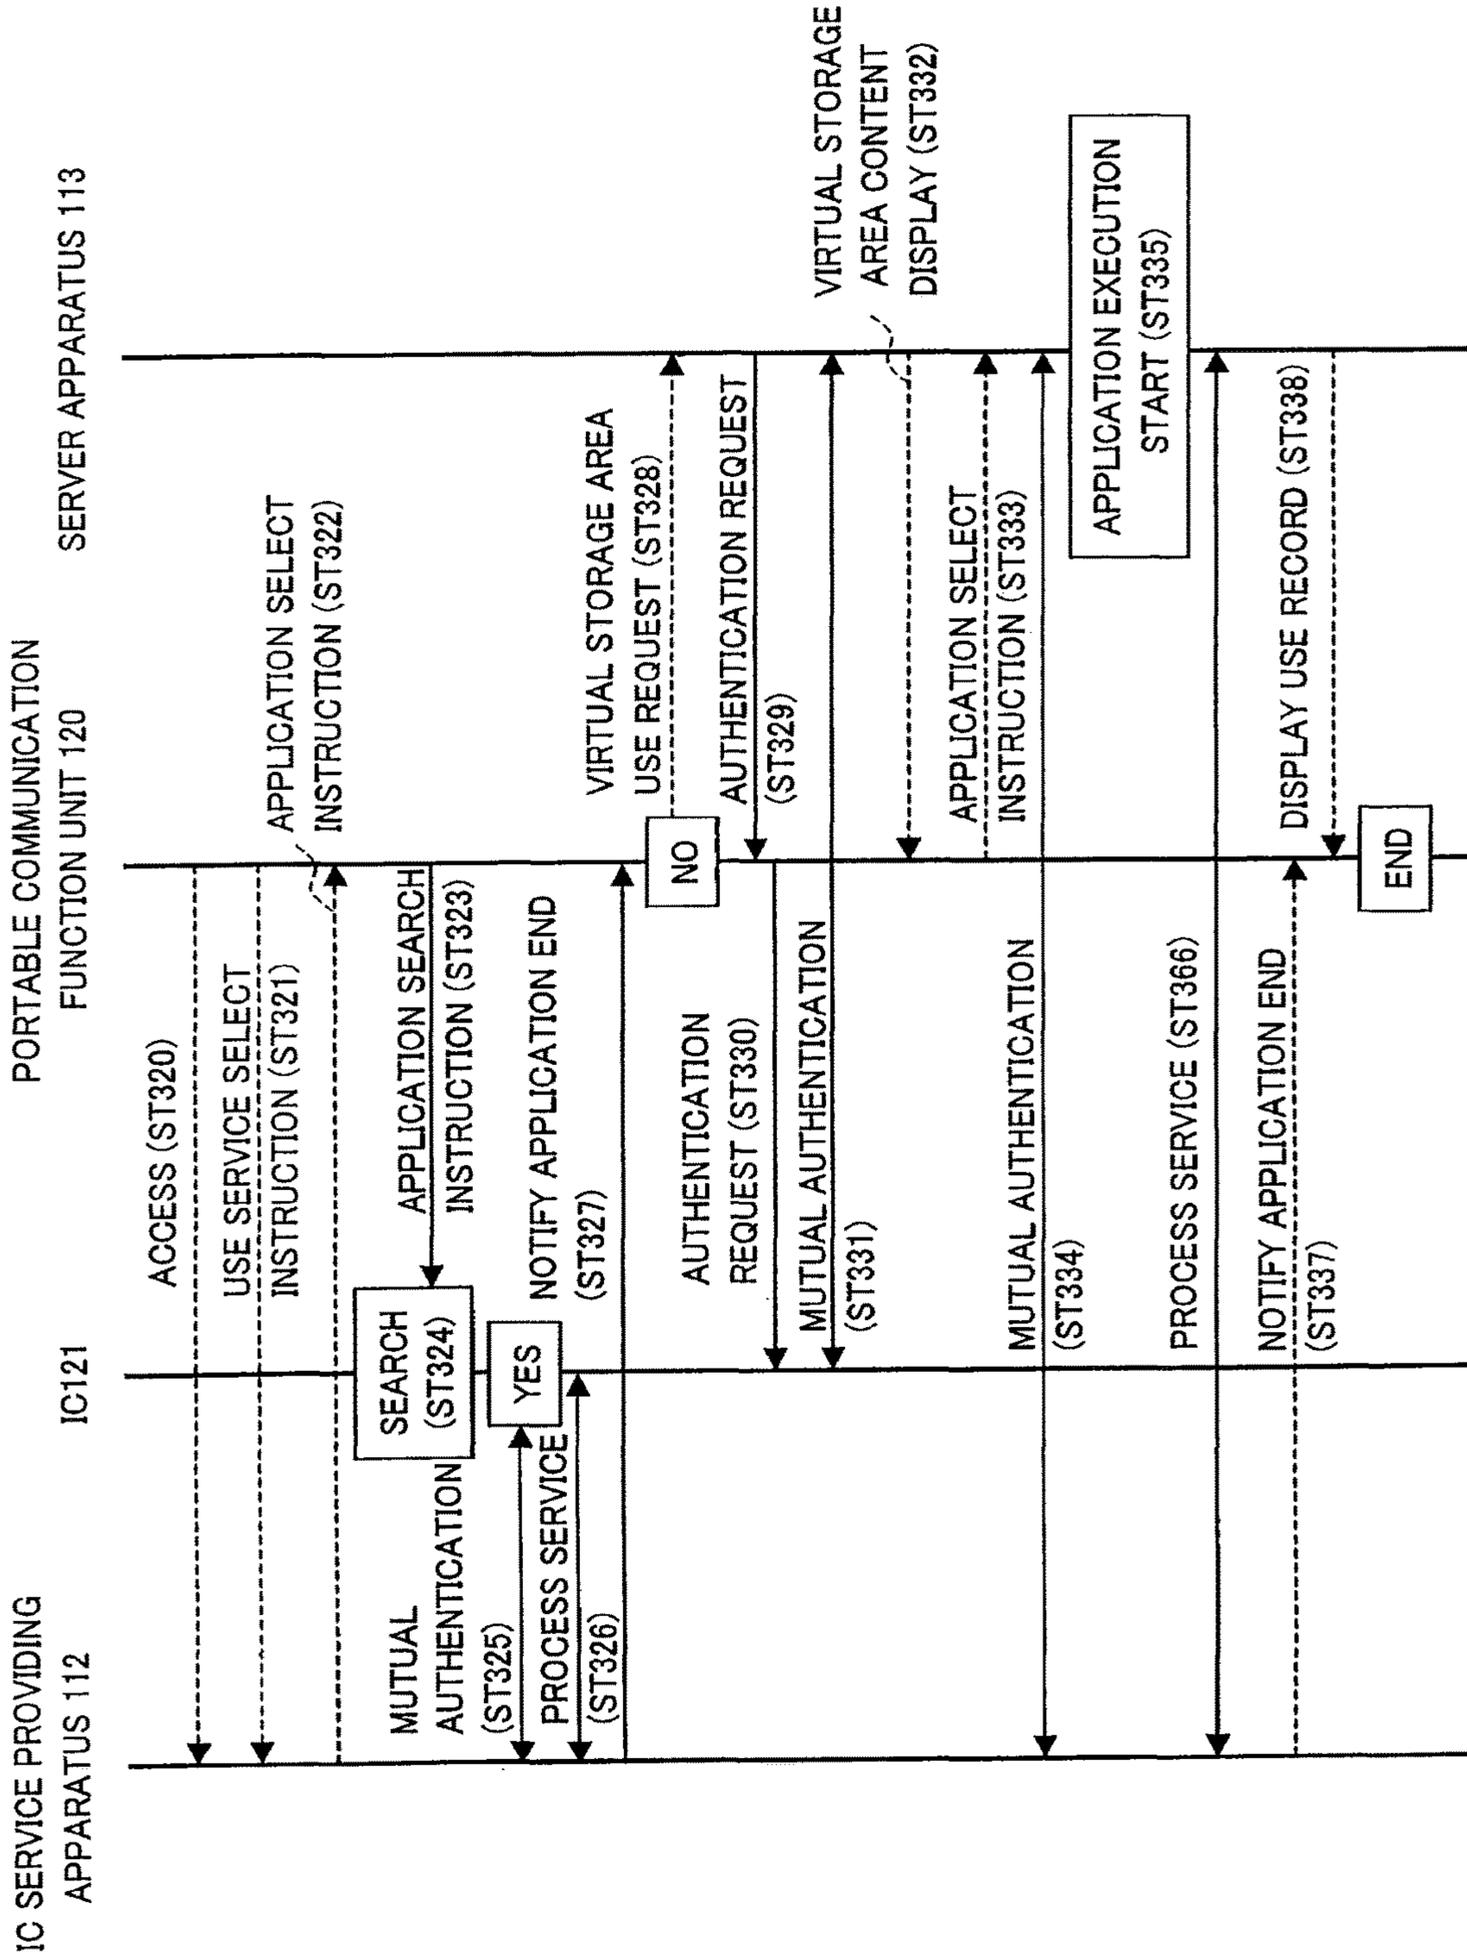 IC SERVICE PROVIDING
APPARATUS 112
IC121
PORTABLE COMMUNICATION
FUNCTION UNIT 120
SERVER APPARATUS 113
ACCESS (ST320)
USE SERVICE SELECT
INSTRUCTION (ST321)
APPLICATION SELECT
INSTRUCTION (ST322)
APPLICATION SEARCH
INSTRUCTION (ST323)
SEARCH
(ST324)
MUTUAL
AUTHENTICATION
(ST325)
YES
PROCESS SERVICE
(ST326)
NOTIFY APPLICATION END
(ST327)
NO
VIRTUAL STORAGE AREA
USE REQUEST (ST328)
AUTHENTICATION REQUEST
(ST329)
AUTHENTICATION
REQUEST (ST330)
MUTUAL AUTHENTICATION
(ST331)
VIRTUAL STORAGE
AREA CONTENT
DISPLAY (ST332)
APPLICATION SELECT
INSTRUCTION (ST333)
MUTUAL AUTHENTICATION
(ST334)
APPLICATION EXECUTION
START (ST335)
PROCESS SERVICE (ST366)
NOTIFY APPLICATION END
(ST337)
DISPLAY USE RECORD (ST338)
END